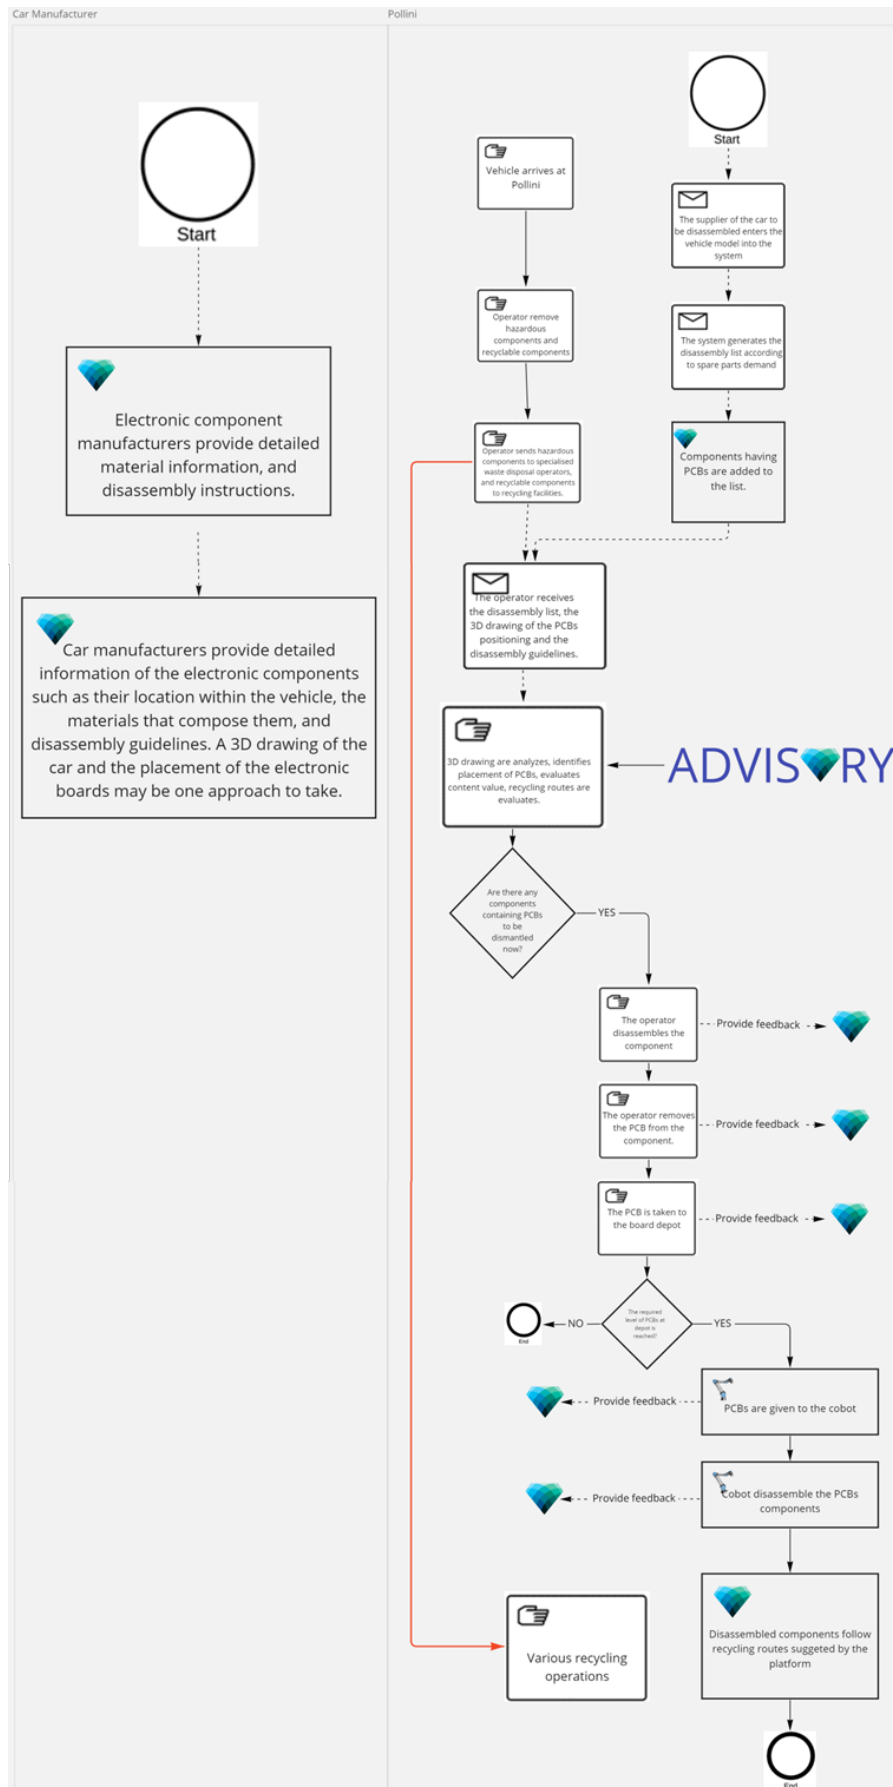 Car Manufacturer
Pollini
Start
Electronic component
manufacturers provide detailed
material information, and
disassembly instructions.
Car manufacturers provide detailed
information of the electronic components
such as their location within the vehicle, the
materials that compose them, and
disassembly guidelines. A 3D drawing of the
car and the placement of the electronic
boards may be one approach to take.
Start
Vehicle arrives at
Pollini
The supplier of the car to
be disassembled enters the
vehicle model into the
system
Operator remove
hazardous
components and
recyclable components
The system generates the
disassembly list according
to spare parts demand
Operator sends hazardous
components to specialised
waste disposal operators,
and recyclable components
to recycling facilities.
Components having
PCBs are added to
the list.
The operator receives
the disassembly list, the
3D drawing of the PCBs
positioning and the
disassembly guidelines.
3D drawing are analyzes, identifies
placement of PCBs, evaluates
content value, recycling routes are
evaluates.
ADVIS RY
Are there any
components
containing PCBs
to be
dismantled
now?
YES
The operator
disassembles the
component
Provide feedback
The operator removes
the PCB from the
component.
Provide feedback
The PCB is taken to
the board depot
Provide feedback
The required
level of PCBs at
depot is
reached?
NO
End
YES
PCBs are given to the cobot
Provide feedback
Cobot disassemble the PCBs
components
Provide feedback
Disassembled components follow
recycling routes suggeted by the
platform
Various recycling
operations
End